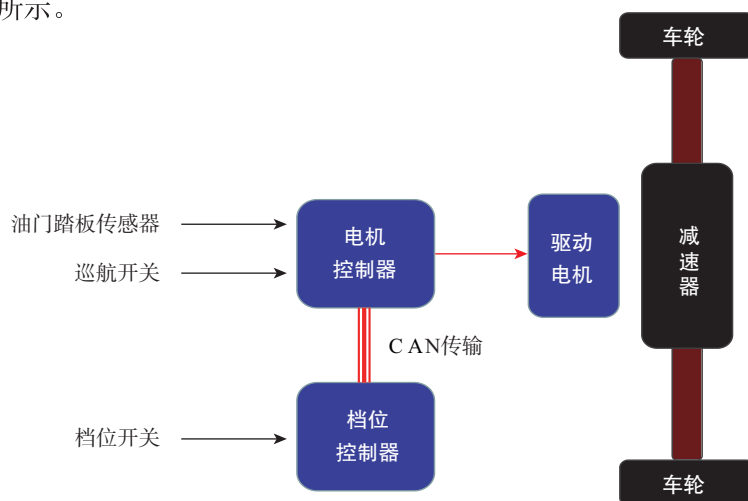 所示。
车轮
油门踏板传感器
巡航开关
电机
控制器
驱动
电机
减
速
器
C AN传输
档位开关
档位
控制器
车轮